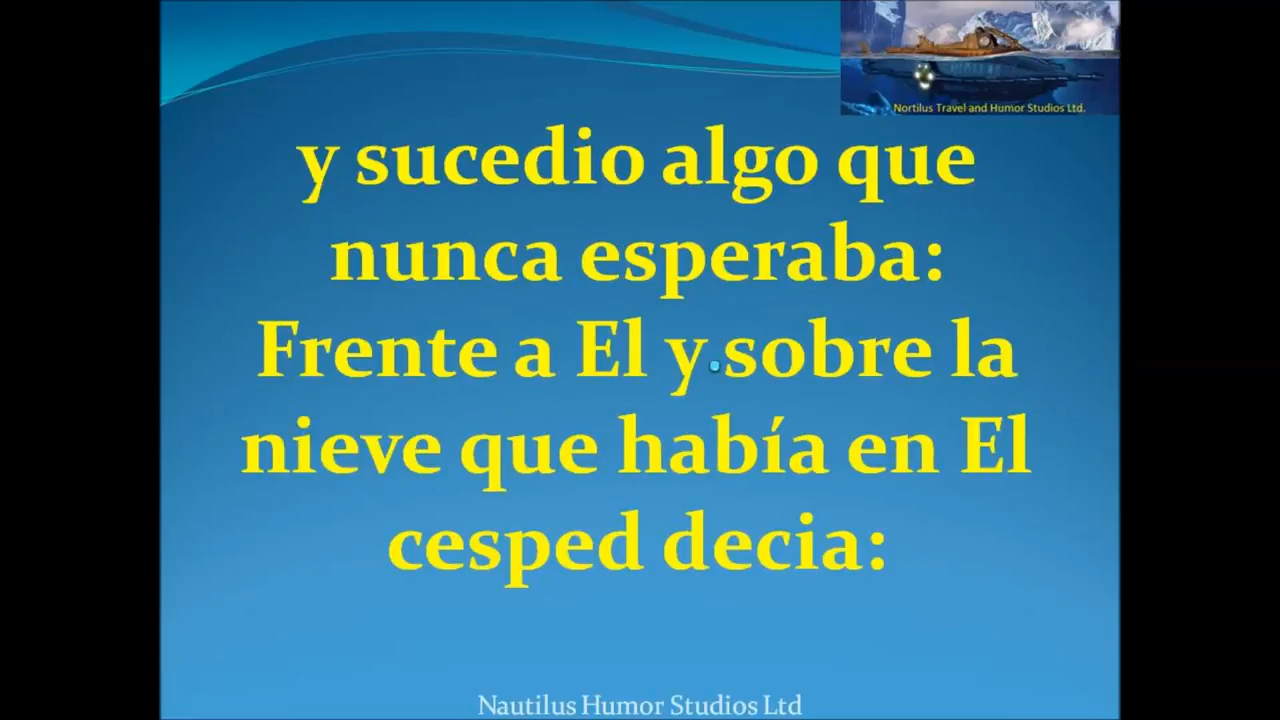 Nortilus Travel and Humor Studios Ltd.
y sucedio algo que
nunca esperaba:
Frente a El y sobre la
nieve que había en El
cesped decia:
Nautilus Humor Studios Ltd